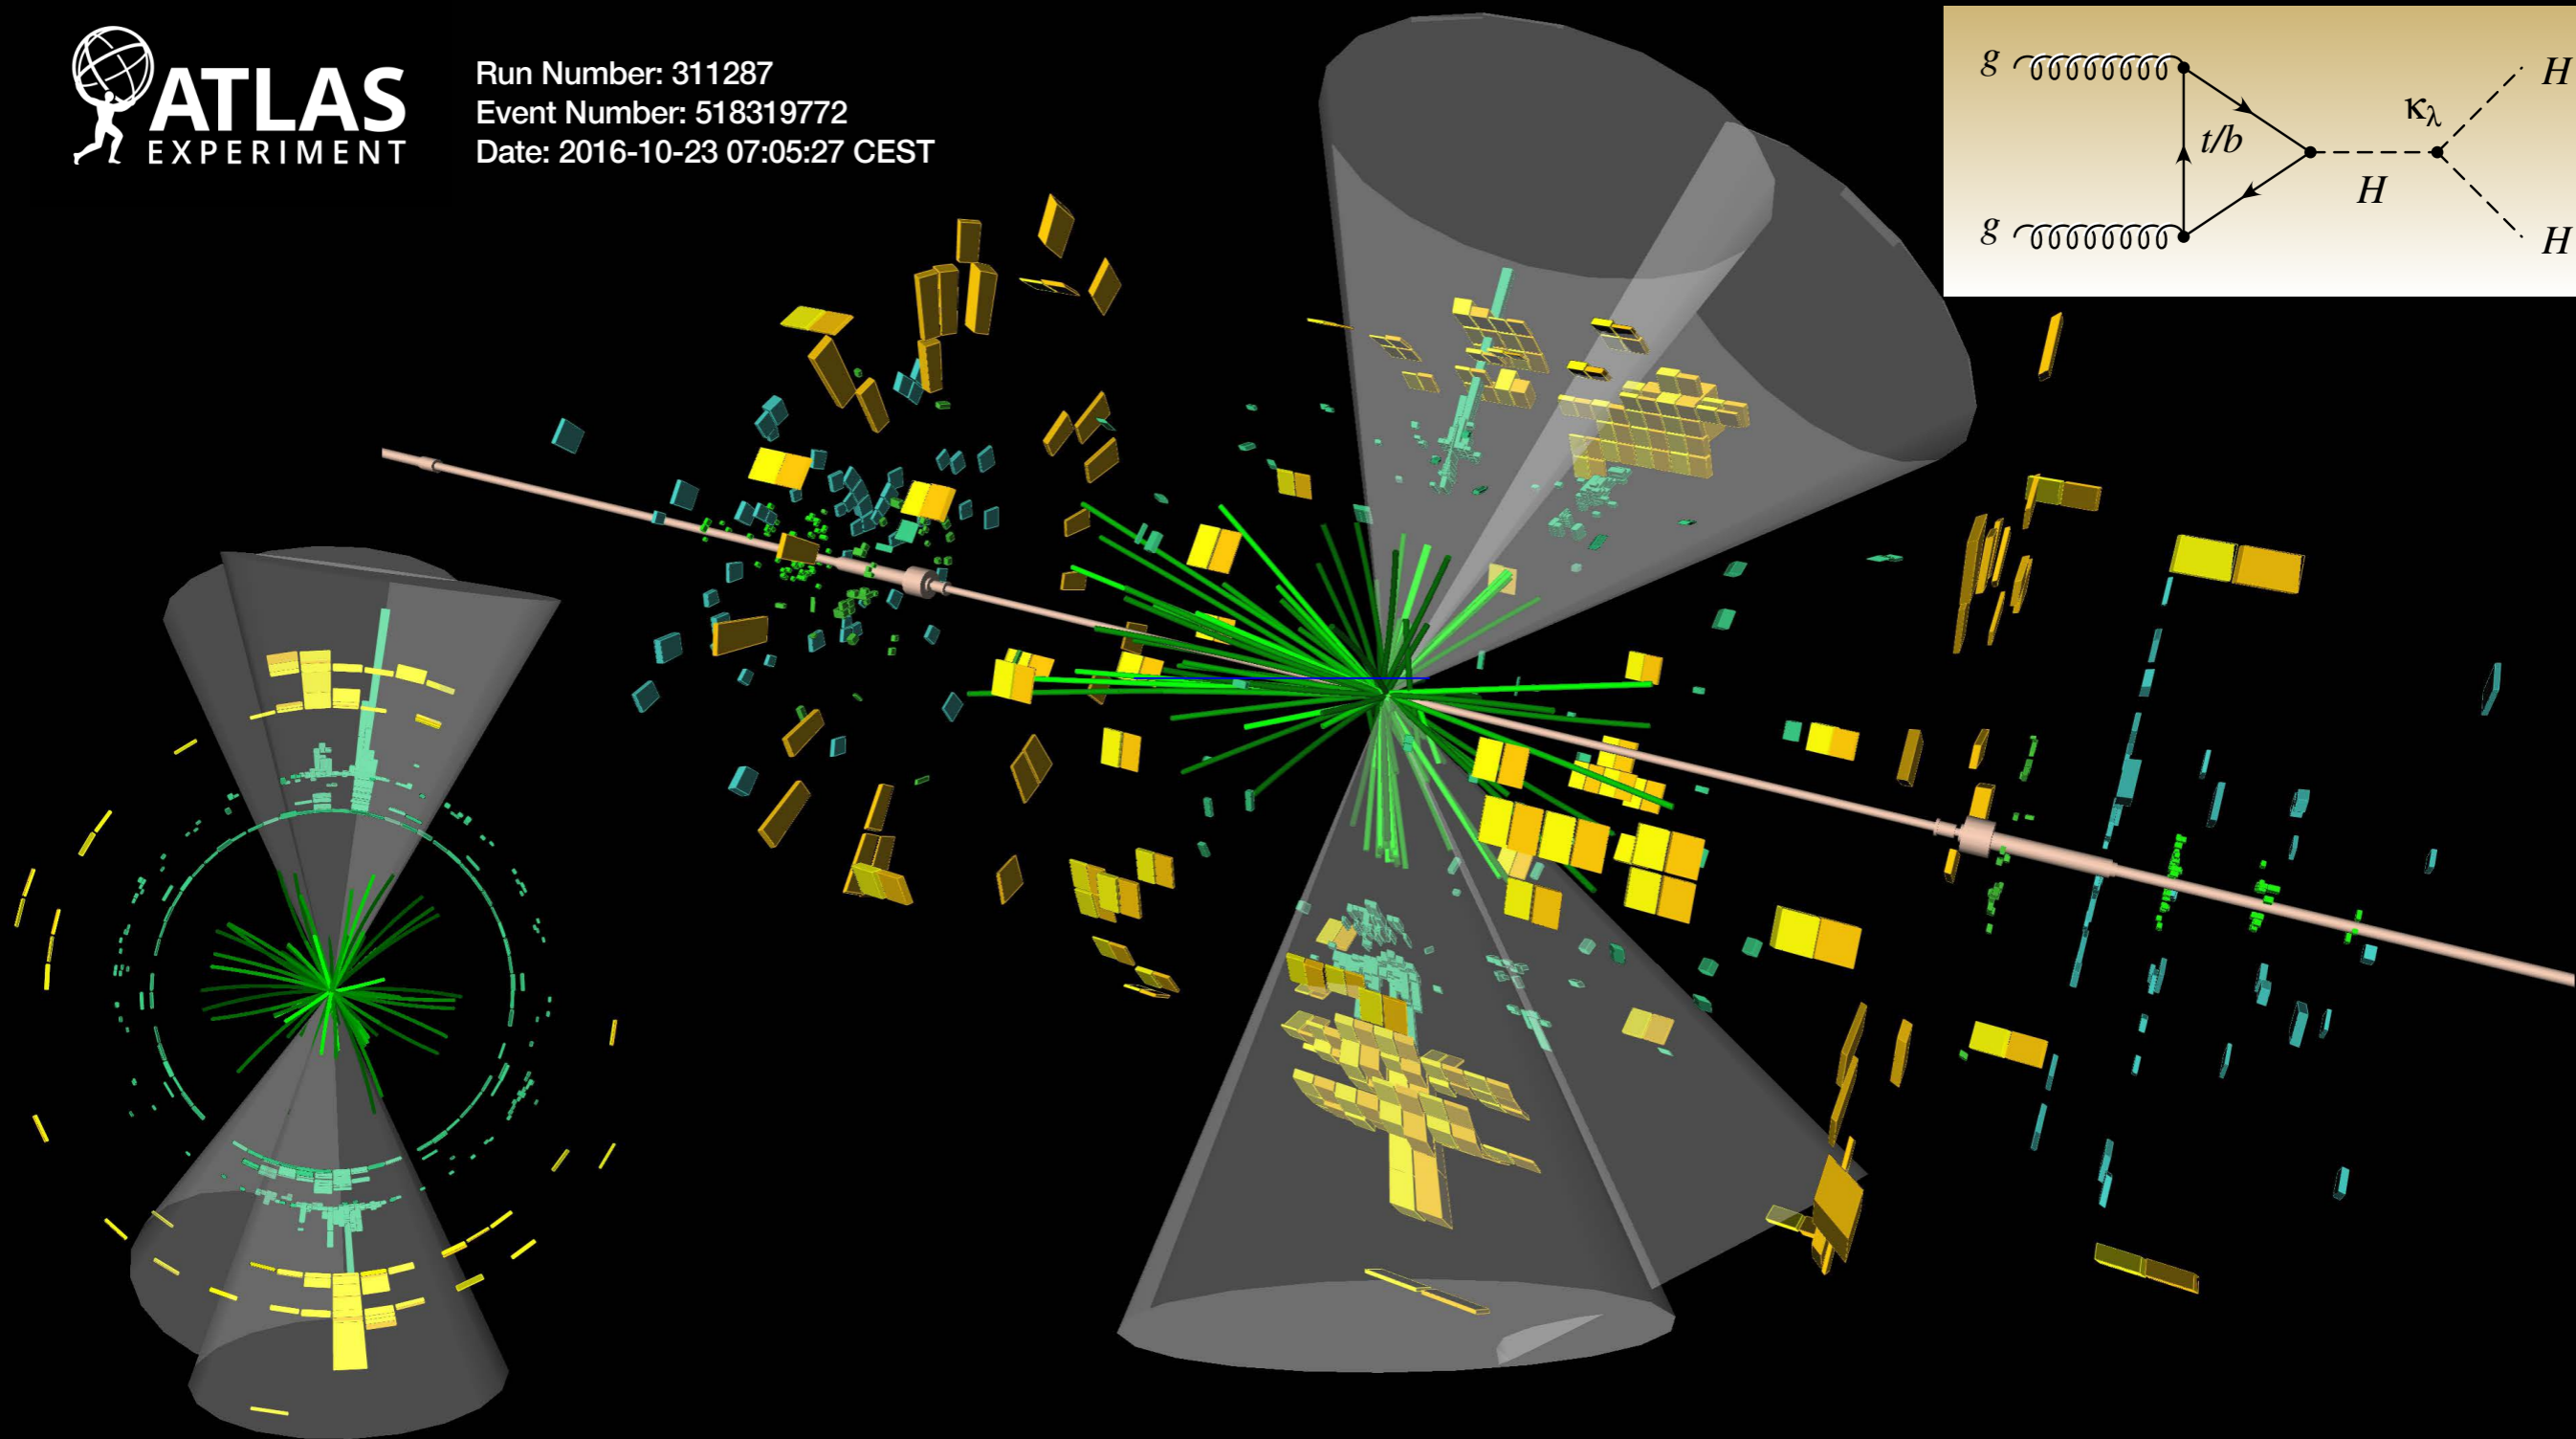 ATLAS
EXPERIMENT
Run Number: 311287
Event Number: 518319772
Date: 2016-10-23 07:05:27 CEST
g
t/b
H
κλ
H
g
H